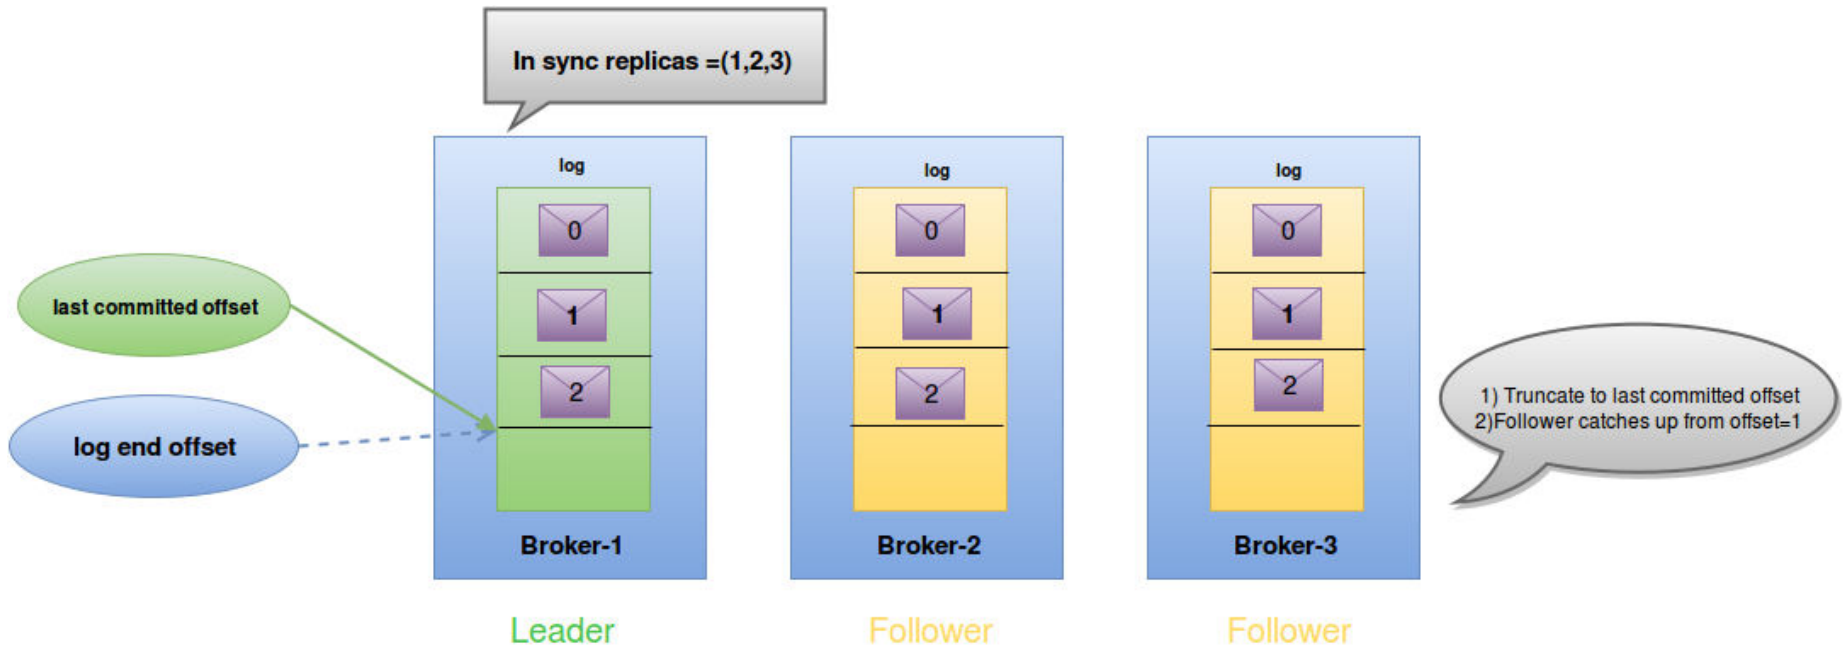 In sync replicas =(1,2,3)
log
log
log
0
0
0
last committed offset
1
1
1
2
2
2
1) Truncate to last committed offset
2)Follower catches up from offset=1
log end offset
Broker-1
Broker-2
Broker-3
Leader
Follower
Follower